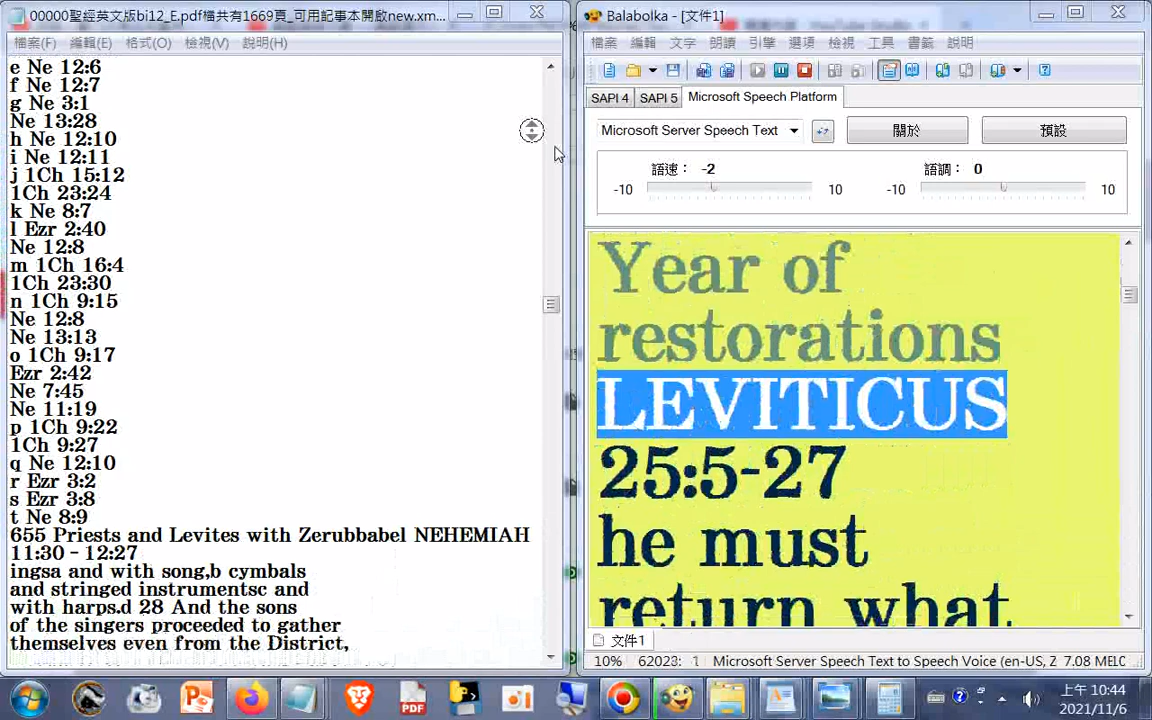 00000聖經英文版bi12_E.pdf檔共有1669頁_可用記事本開啟new.xm...
檔案(F) 編輯(E) 格式(O) 檢視(V) 說明(H)
e Ne 12:6
f Ne 12:7
g Ne 3:1
Ne 13:28
h Ne 12:10
i Ne 12:11
j 1Ch 15:12
1Ch 23:24
k Ne 8:7
l Ezr 2:40
Ne 12:8
m 1Ch 16:4
1Ch 23:30
n 1Ch 9:15
Ne 12:8
Ne 13:13
o 1Ch 9:17
Ezr 2:42
Ne 7:45
Ne 11:19
p 1Ch 9:22
1Ch 9:27
q Ne 12:10
r Ezr 3:2
s Ezr 3:8
t Ne 8:9
655 Priests and Levites with Zerubbabel NEHEMIAH
11:30 - 12:27
ingsa and with song,b cymbals
and stringed instrumentsc and
with harps.d 28 And the sons
of the singers proceeded to gather
themselves even from the District,
Balabolka - [文件1]
檔案 編輯 文字 朗讀 引擎 選項 檢視 工具 書籤 說明
SAPI 4 SAPI 5 Microsoft Speech Platform
Microsoft Server Speech Text 關於 預設
語速： -2 語調： 0
-10 10 -10 10
Year of
restorations
LEVITICUS
25:5-27
he must
return what
文件1
10% 62023: 1 Microsoft Server Speech Text to Speech Voice (en-US, Z 7.08 MELO
上午 10:44
2021/11/6